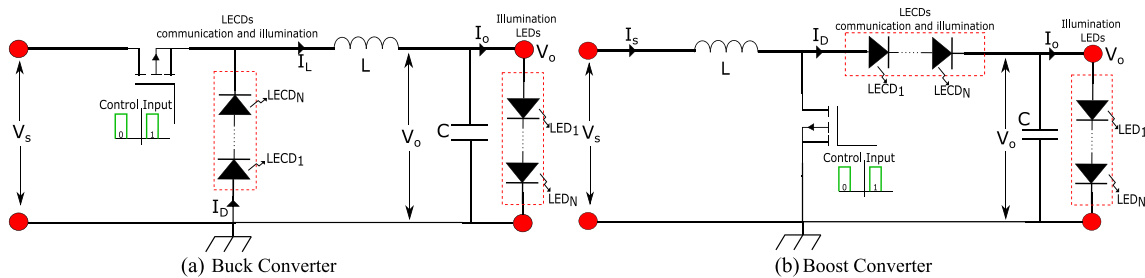 LECDs
communication and illumination
I_L
L
I_o
Illumination
LEDs
V_o
Control Input
0 1
LECD_N
LECD_1
I_D
V_s
V_o
C
LED_1
LED_N
(a) Buck Converter
I_s
L
I_D
LECDs
communication and illumination
LECD_1
LECD_N
I_o
Illumination
LEDs
V_o
V_s
Control Input
0 1
V_o
C
LED_1
LED_N
(b) Boost Converter